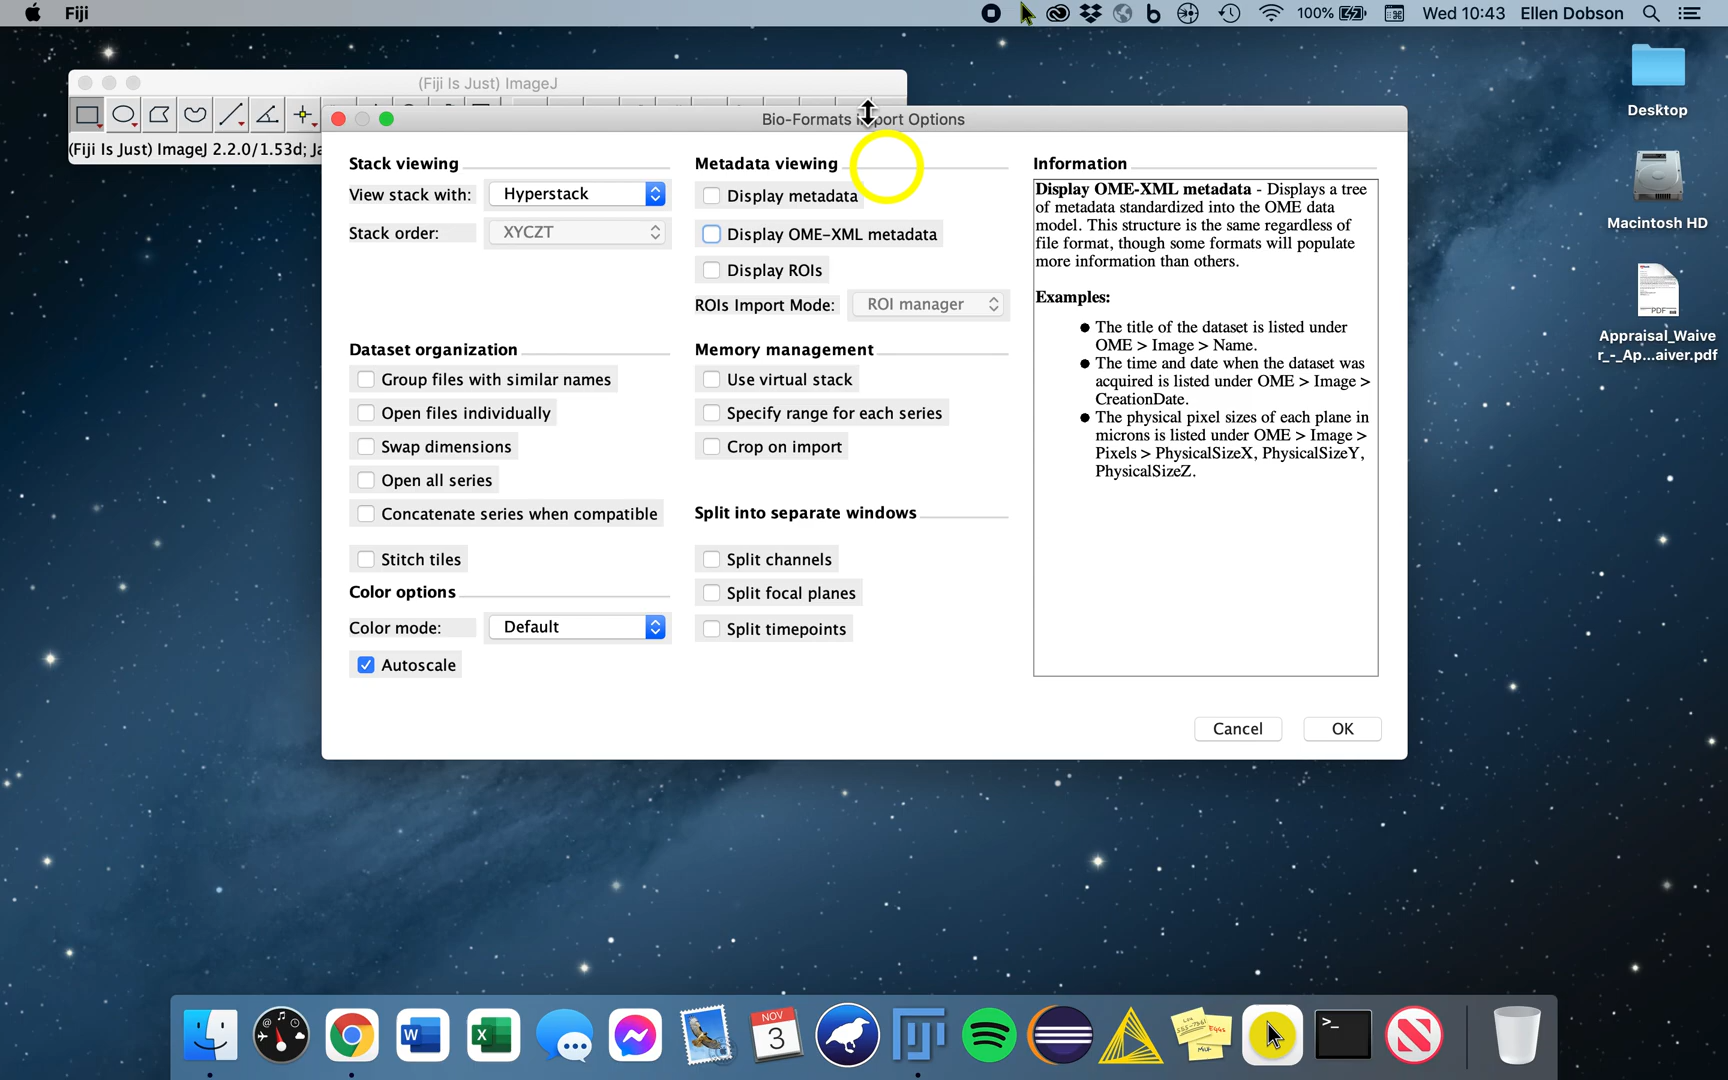 Fiji
100%
Wed 10:43
Ellen Dobson
Desktop
Macintosh HD
PDF
Appraisal_Waive
r_-_Ap...aiver.pdf
(Fiji Is Just) ImageJ
(Fiji Is Just) ImageJ 2.2.0/1.53d; Ja
Bio-Formats Import Options
Stack viewing
View stack with:
Hyperstack
Stack order:
XYCZT
Dataset organization
Group files with similar names
Open files individually
Swap dimensions
Open all series
Concatenate series when compatible
Stitch tiles
Color options
Color mode:
Default
Autoscale
Metadata viewing
Display metadata
Display OME-XML metadata
Display ROIs
ROIs Import Mode:
ROI manager
Memory management
Use virtual stack
Specify range for each series
Crop on import
Split into separate windows
Split channels
Split focal planes
Split timepoints
Information
Display OME-XML metadata - Displays a tree
of metadata standardized into the OME data
model. This structure is the same regardless of
file format, though some formats will populate
more information than others.
Examples:
● The title of the dataset is listed under
OME > Image > Name.
● The time and date when the dataset was
acquired is listed under OME > Image >
CreationDate.
● The physical pixel sizes of each plane in
microns is listed under OME > Image >
Pixels > PhysicalSizeX, PhysicalSizeY,
PhysicalSizeZ.
Cancel
OK
W
X
NOV
3
>_
N